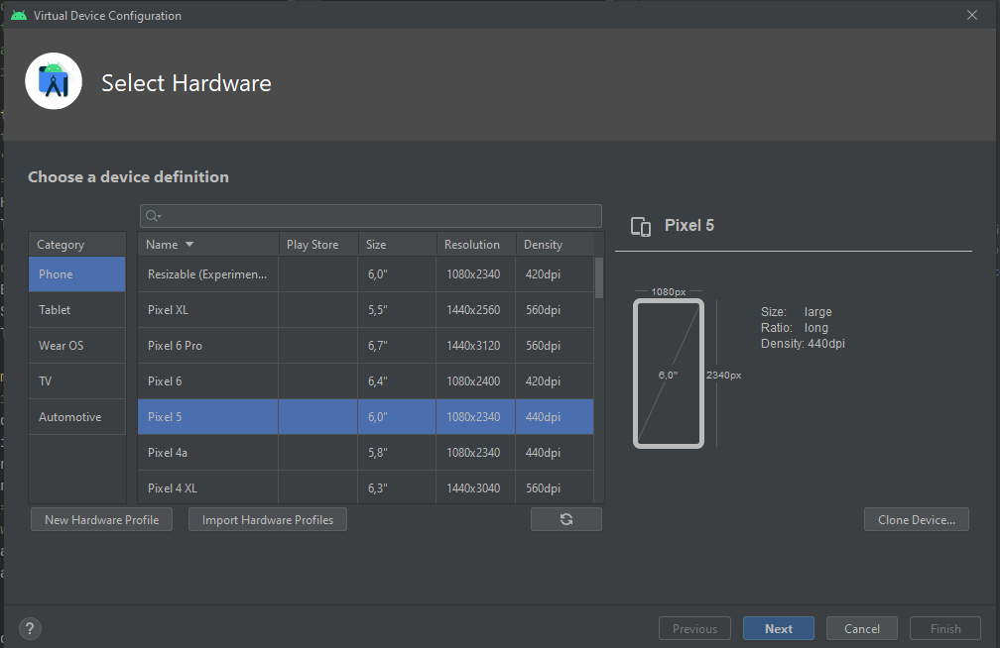 Virtual Device Configuration
Select Hardware
Choose a device definition
Category
Phone
Tablet
Wear OS
TV
Automotive
Name Play Store Size Resolution Density
Resizable (Experimen... 6,0" 1080x2340 420dpi
Pixel XL 5,5" 1440x2560 560dpi
Pixel 6 Pro 6,7" 1440x3120 560dpi
Pixel 6 6,4" 1080x2400 420dpi
Pixel 5 6,0" 1080x2340 440dpi
Pixel 4a 5,8" 1080x2340 440dpi
Pixel 4 XL 6,3" 1440x3040 560dpi
New Hardware Profile
Import Hardware Profiles
Pixel 5
1080px
6,0"
2340px
Size: large
Ratio: long
Density: 440dpi
Clone Device...
?
Previous
Next
Cancel
Finish